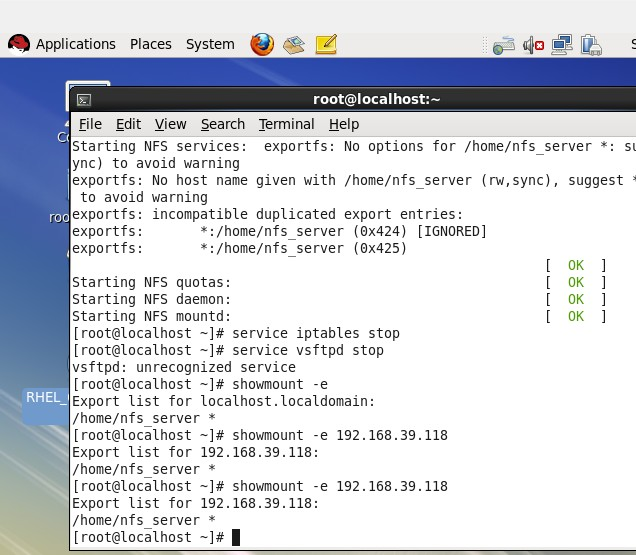 Applications Places System S
root@localhost:~
Co
File Edit View Search Terminal Help
Starting NFS services:  exportfs: No options for /home/nfs_server *: su
ync) to avoid warning
exportfs: No host name given with /home/nfs_server (rw,sync), suggest *
 to avoid warning
roo
exportfs: incompatible duplicated export entries:
exportfs:       *:/home/nfs_server (0x424) [IGNORED]
exportfs:       *:/home/nfs_server (0x425)
[  OK  ]
Starting NFS quotas: [  OK  ]
Starting NFS daemon: [  OK  ]
Starting NFS mountd: [  OK  ]
[root@localhost ~]# service iptables stop
[root@localhost ~]# service vsftpd stop
vsftpd: unrecognized service
[root@localhost ~]# showmount -e
RHEL_
Export list for localhost.localdomain:
/home/nfs_server *
[root@localhost ~]# showmount -e 192.168.39.118
Export list for 192.168.39.118:
/home/nfs_server *
[root@localhost ~]# showmount -e 192.168.39.118
Export list for 192.168.39.118:
/home/nfs_server *
[root@localhost ~]#